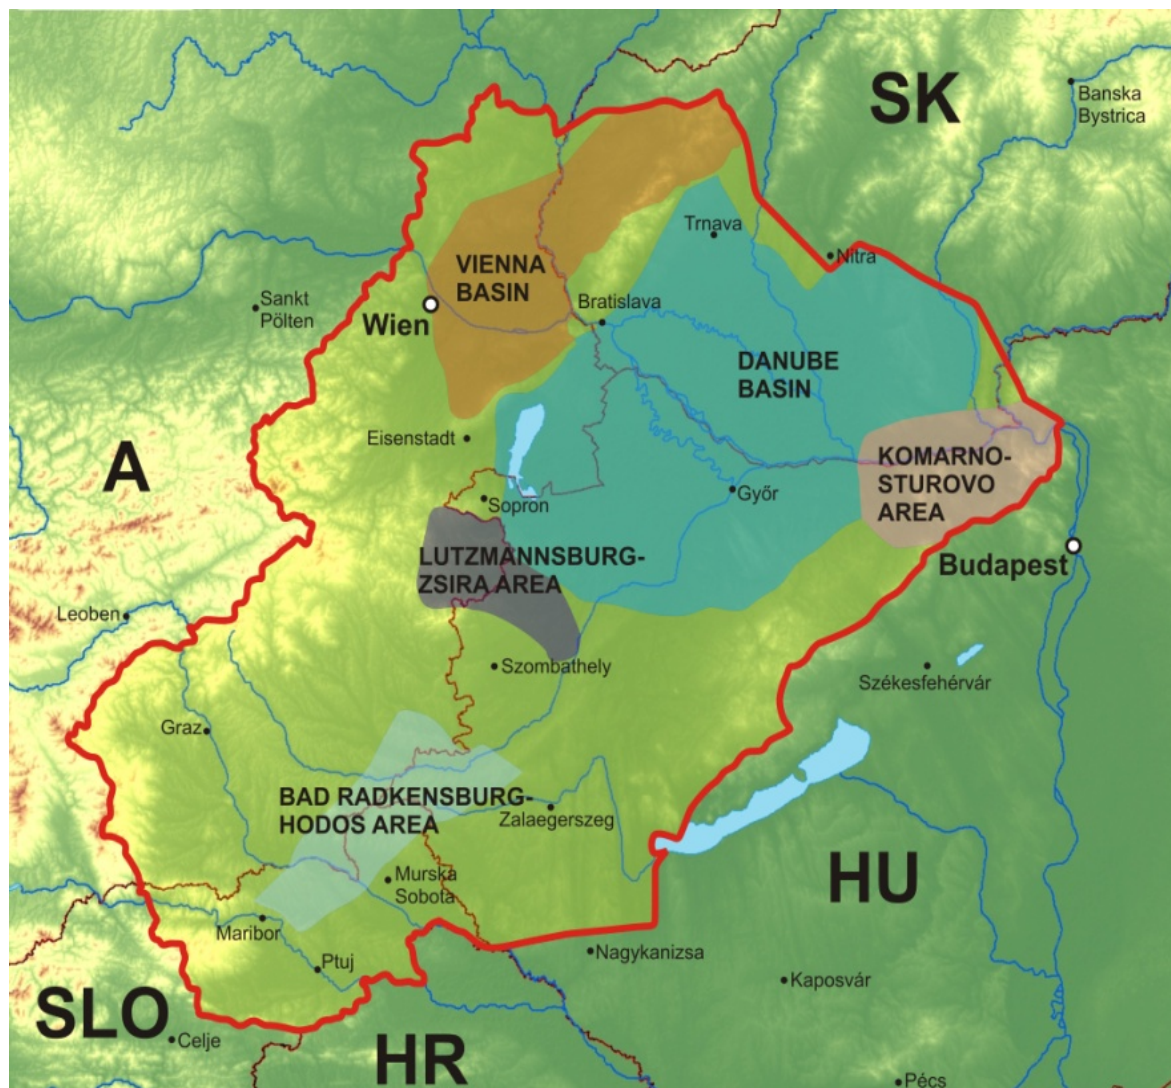 SK
Banska
Bystrica
Trnava
Nitra
VIENNA
BASIN
Sankt
Pölten
Wien
Bratislava
DANUBE
BASIN
A
Eisenstadt
KOMARNO-
STUROVO
AREA
Sopron
Győr
LUTZMANNSBURG-
ZSIRA AREA
Budapest
Leoben
Szombathely
Székesfehérvár
Graz
BAD RADKENSBURG-
HODOS AREA
Zalaegerszeg
HU
Murska
Sobota
Maribor
Ptuj
Nagykanizsa
Kaposvár
SLO
Celje
HR
Pécs